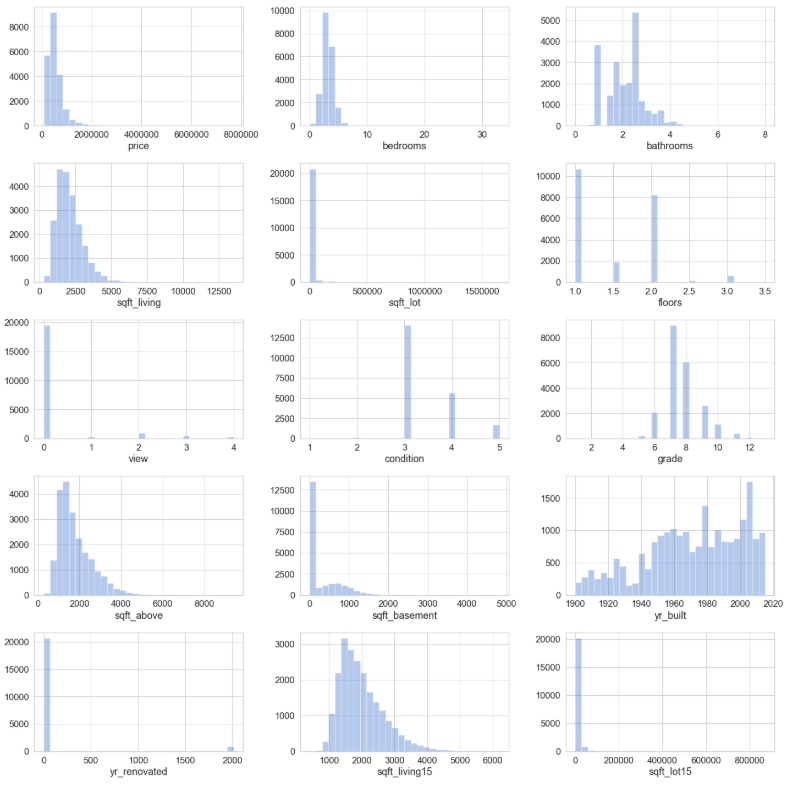 8000
6000
4000
2000
0
0 2000000 4000000 6000000 8000000
price
10000
8000
6000
4000
2000
0
0 10 20 30
bedrooms
5000
4000
3000
2000
1000
0
0 2 4 6 8
bathrooms
4000
3000
2000
1000
0
0 2500 5000 7500 10000 12500
sqft_living
20000
15000
10000
5000
0
0 500000 1000000 1500000
sqft_lot
10000
8000
6000
4000
2000
0
1.0 1.5 2.0 2.5 3.0 3.5
floors
20000
15000
10000
5000
0
0 1 2 3 4
view
12500
10000
7500
5000
2500
0
1 2 3 4 5
condition
8000
6000
4000
2000
0
2 4 6 8 10 12
grade
4000
3000
2000
1000
0
0 2000 4000 6000 8000
sqft_above
12500
10000
7500
5000
2500
0
0 1000 2000 3000 4000 5000
sqft_basement
1500
1000
500
0
1900 1920 1940 1960 1980 2000 2020
yr_built
20000
15000
10000
5000
0
0 500 1000 1500 2000
yr_renovated
3000
2000
1000
0
1000 2000 3000 4000 5000 6000
sqft_living15
20000
15000
10000
5000
0
0 200000 400000 600000 800000
sqft_lot15